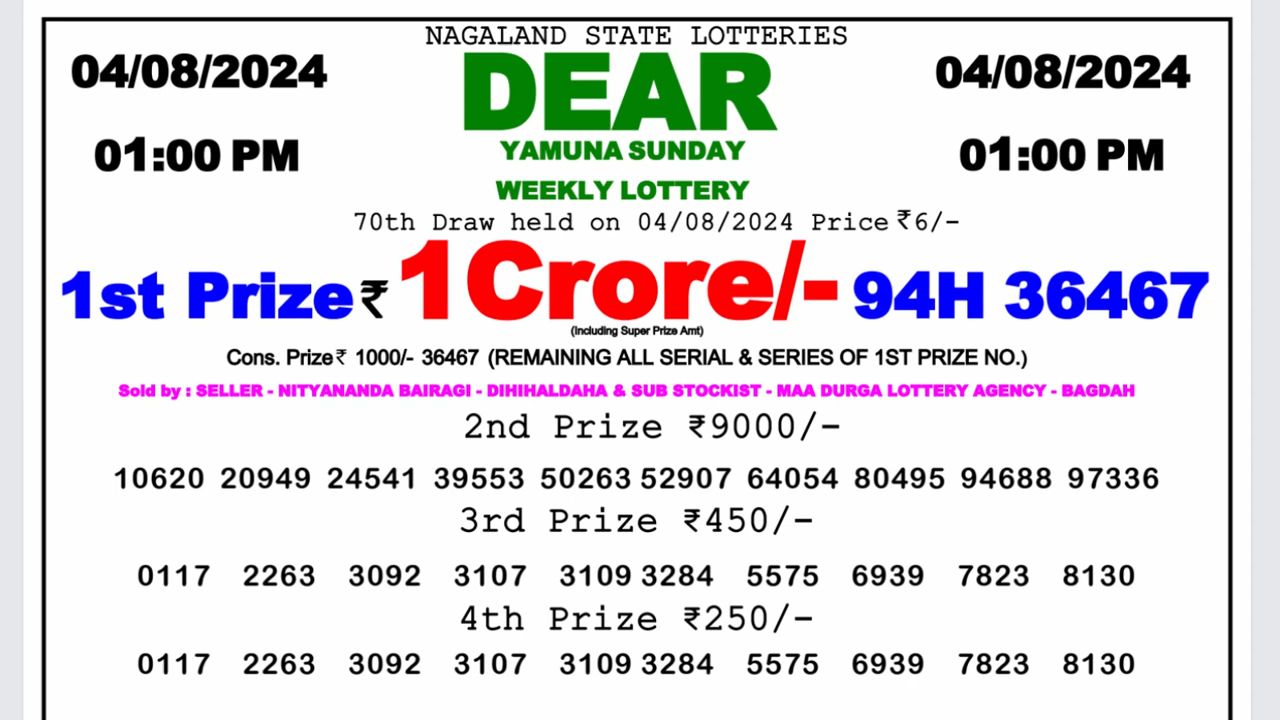 NAGALAND STATE LOTTERIES
04/08/2024 DEAR 04/08/2024
01:00 PM YAMUNA SUNDAY 01:00 PM
WEEKLY LOTTERY
70th Draw held on 04/08/2024 Price ₹6/-
1st Prize ₹ 1Crore/- 94H 36467
(Including Super Prize Amt)
Cons. Prize ₹ 1000/- 36467 (REMAINING ALL SERIAL & SERIES OF 1ST PRIZE NO.)
Sold by : SELLER - NITYANANDA BAIRAGI - DIHIHALDAHA & SUB STOCKIST - MAA DURGA LOTTERY AGENCY - BAGDAH
2nd Prize ₹9000/-
10620 20949 24541 39553 50263 52907 64054 80495 94688 97336
3rd Prize ₹450/-
0117 2263 3092 3107 3109 3284 5575 6939 7823 8130
4th Prize ₹250/-
0117 2263 3092 3107 3109 3284 5575 6939 7823 8130